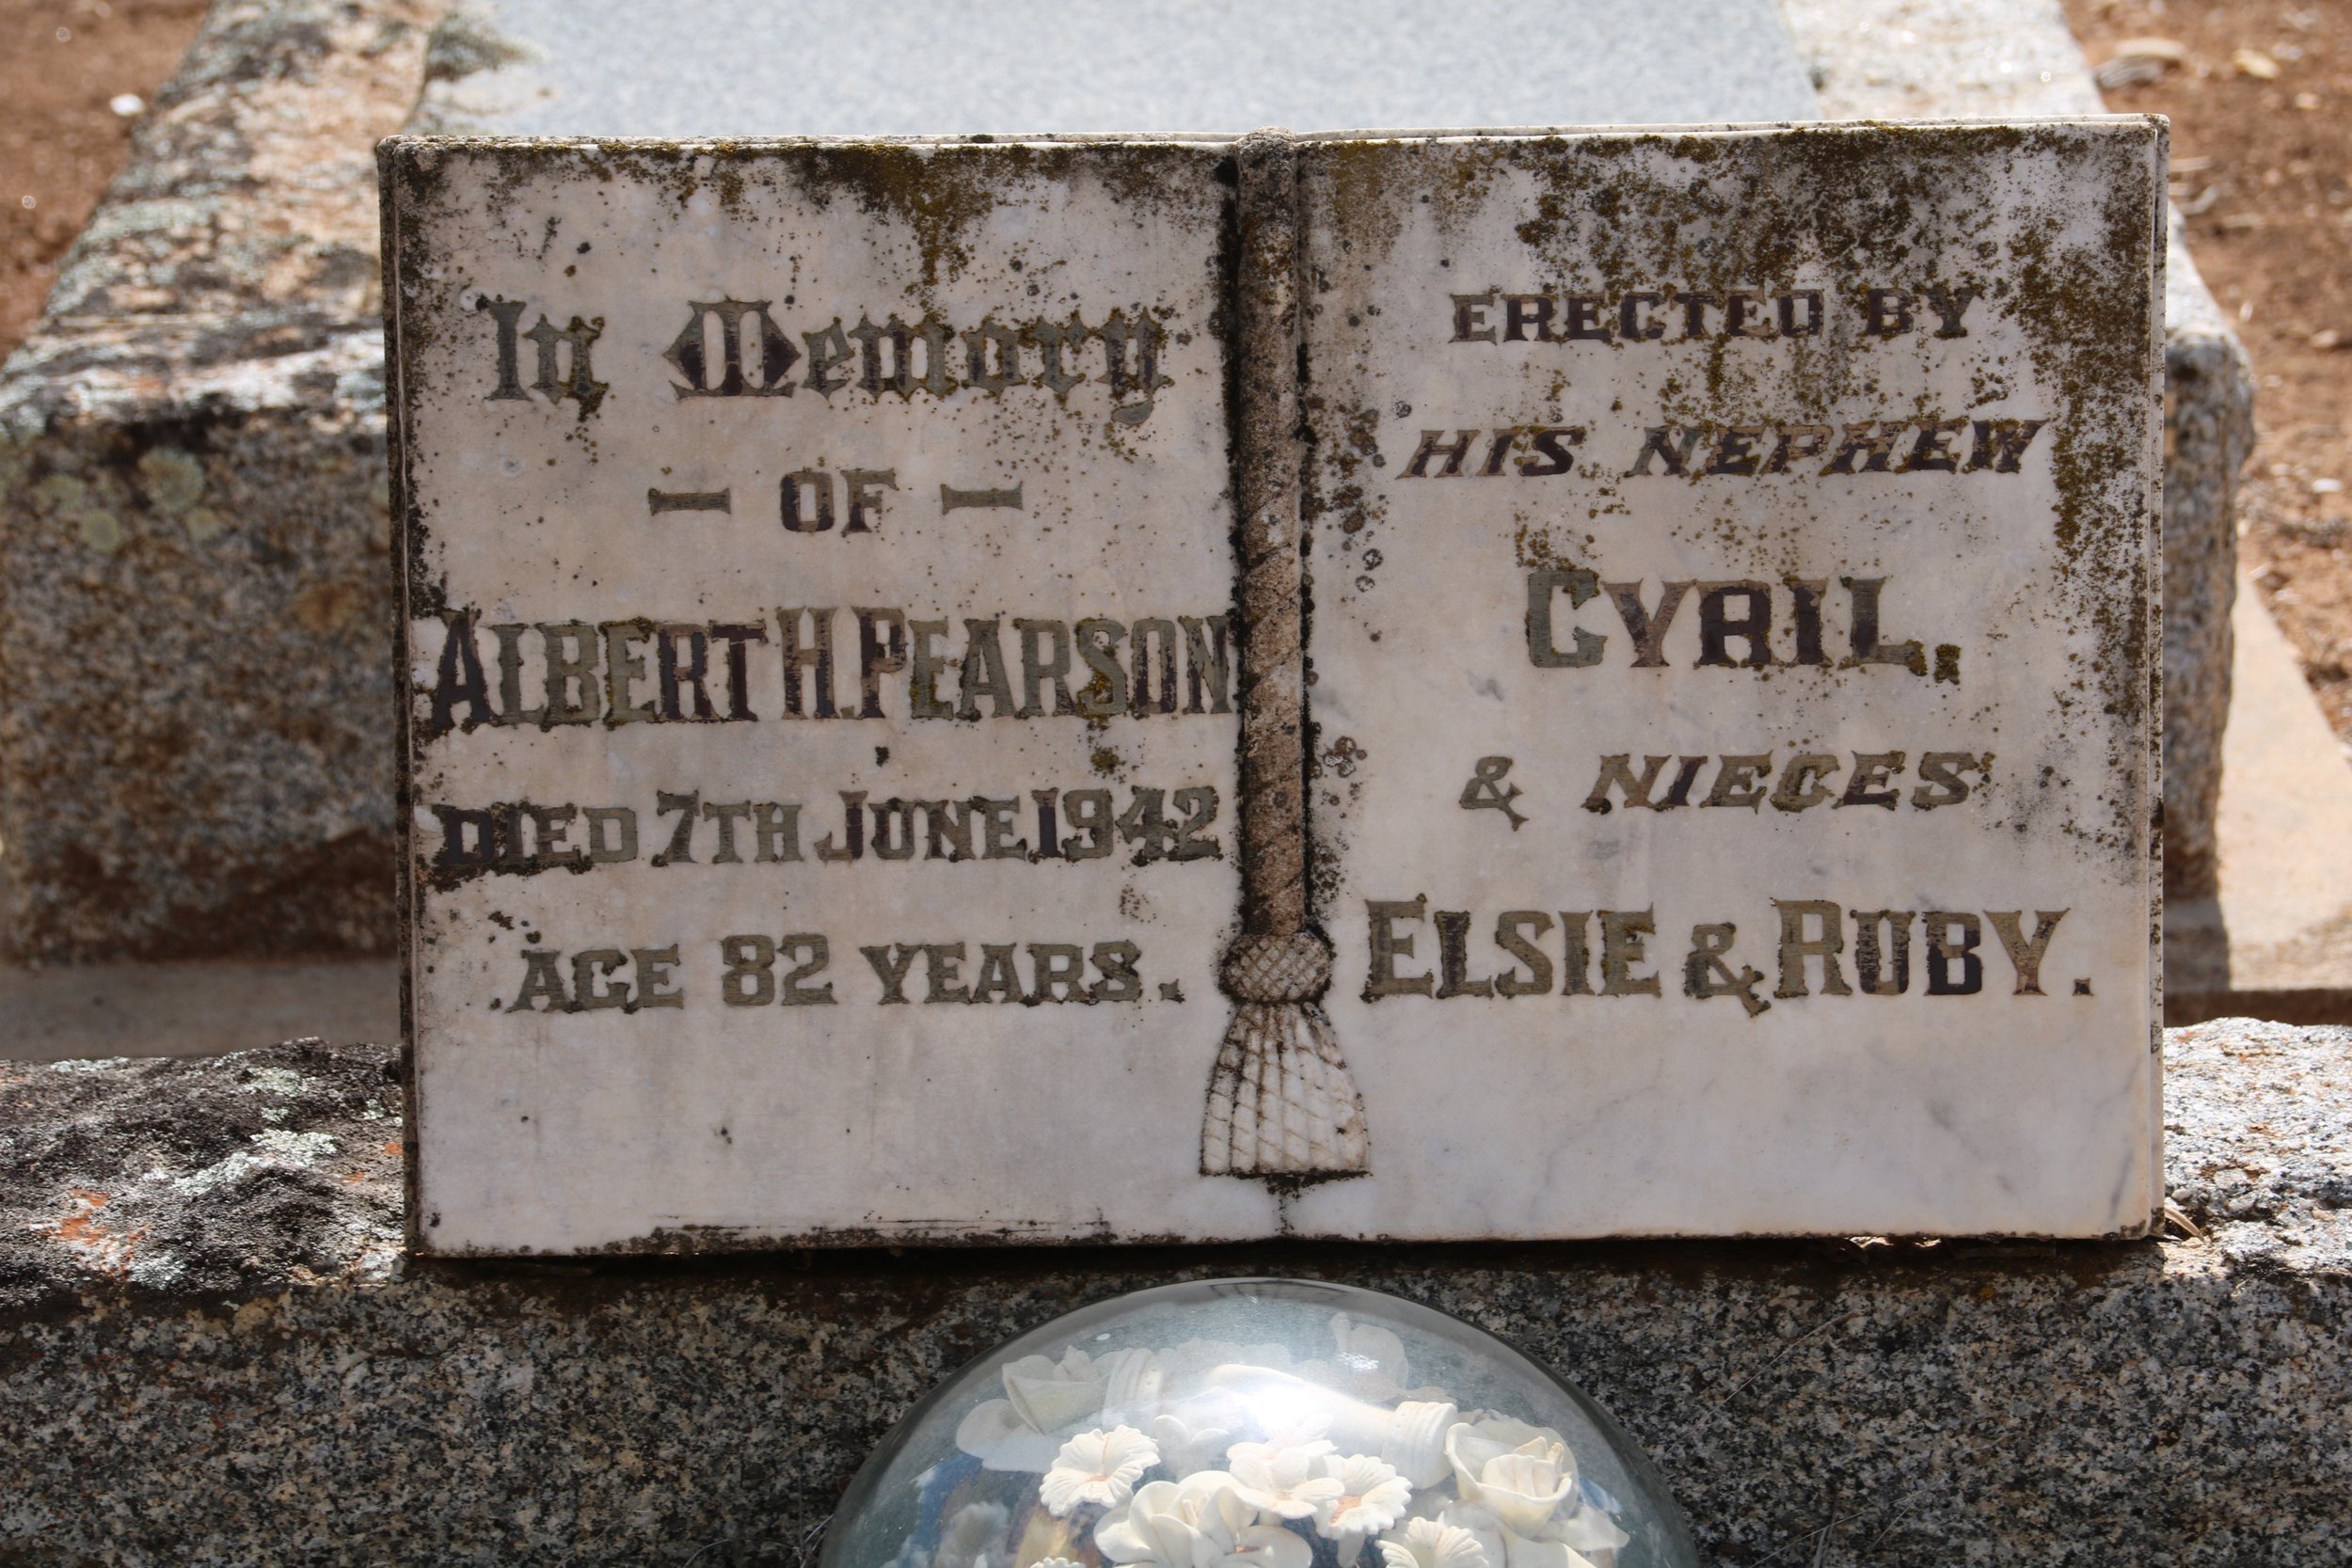 In Memory
— OF —
ALBERT H. PEARSON
DIED 7TH JUNE 1942
AGE 82 YEARS.
ERECTED BY
HIS NEPHEW
CYRIL,
& NIECES
ELSIE & RUBY.